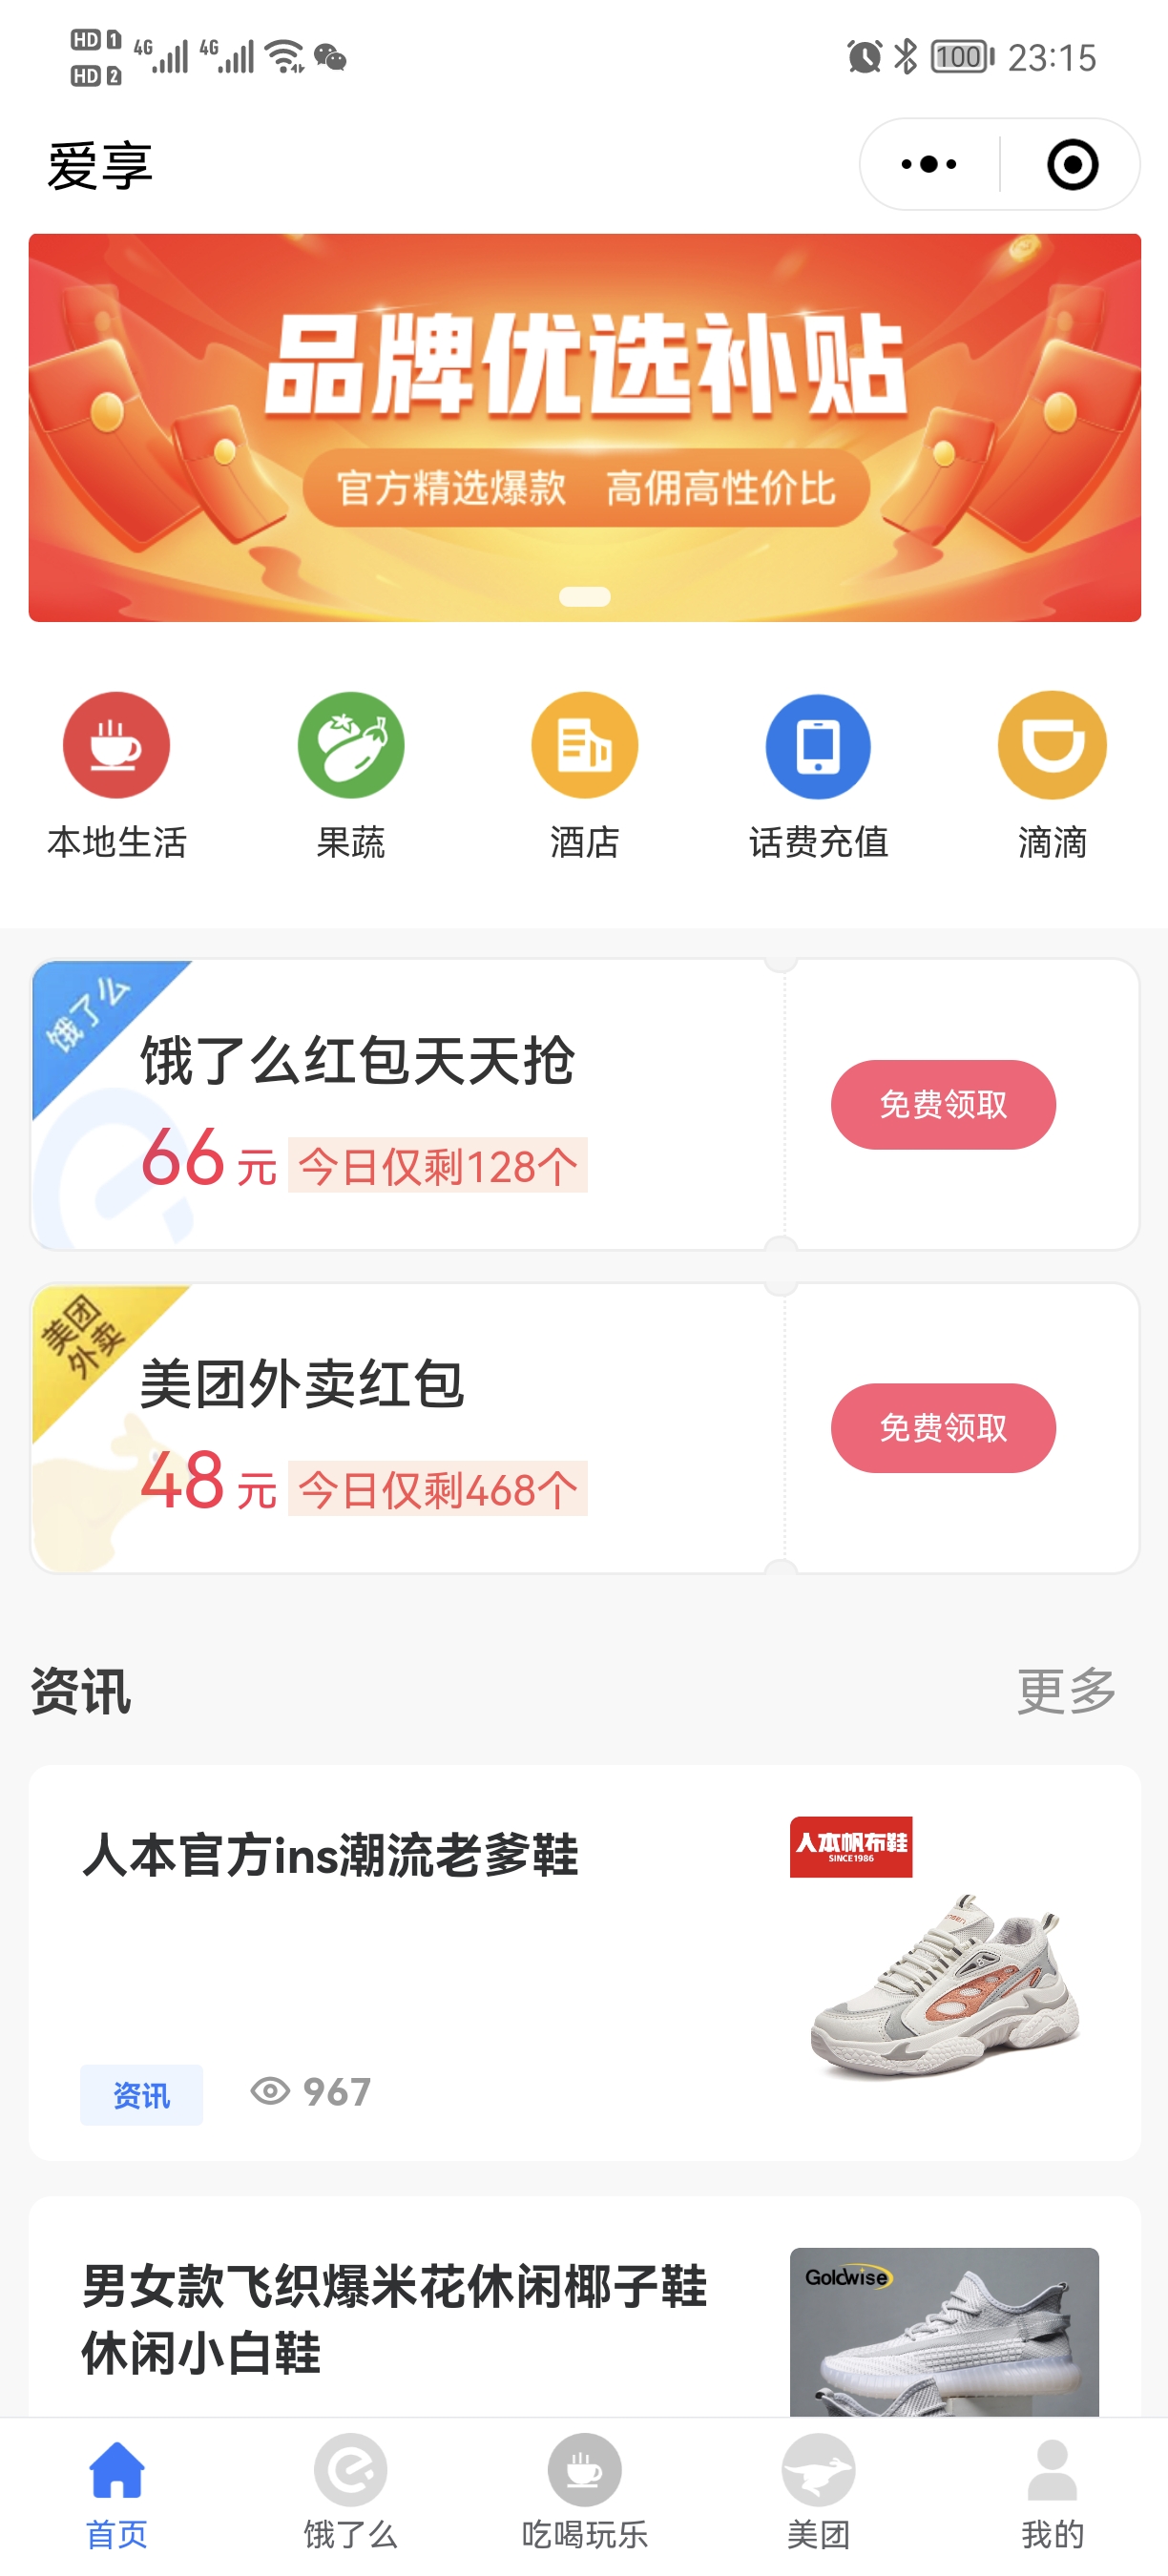 HD 1 4G 4G
HD 2
100 23:15
爱享
品牌优选补贴
官方精选爆款 高佣高性价比
本地生活 果蔬 酒店 话费充值 滴滴
饿了么
饿了么红包天天抢
66 元 今日仅剩128个
免费领取
美团
外卖
美团外卖红包
48 元 今日仅剩468个
免费领取
资讯 更多
人本官方ins潮流老爹鞋
人本帆布鞋
SINCE1986
资讯 967
男女款飞织爆米花休闲椰子鞋
休闲小白鞋
Goldwise
首页 饿了么 吃喝玩乐 美团 我的